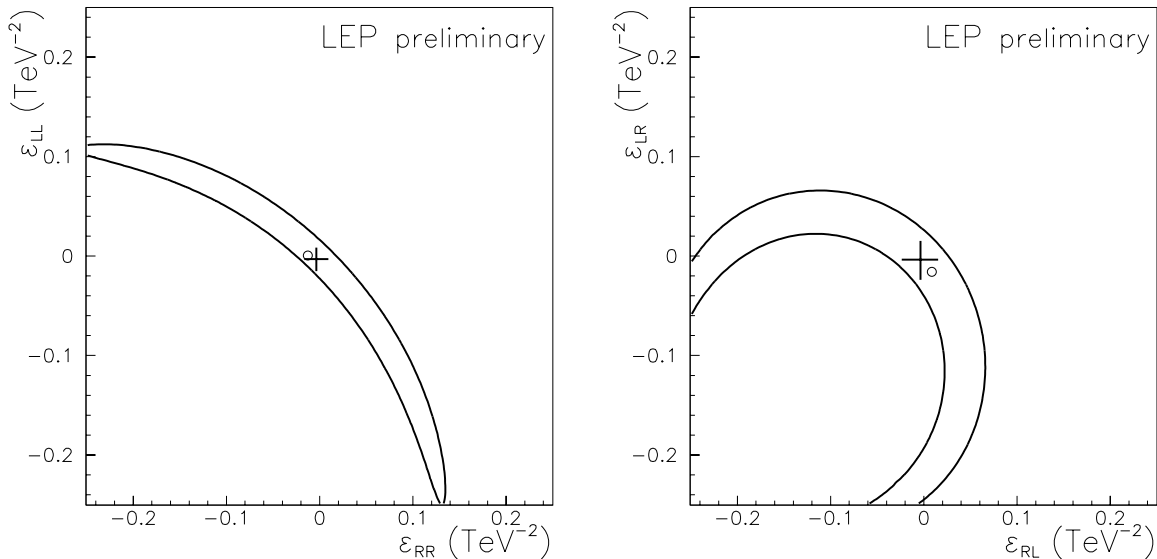 LEP preliminary
ε_LL (TeV⁻²)
0.2
0.1
0
−0.1
−0.2
−0.2 −0.1 0 0.1 0.2
ε_RR (TeV⁻²)
LEP preliminary
ε_LR (TeV⁻²)
0.2
0.1
0
−0.1
−0.2
−0.2 −0.1 0 0.1 0.2
ε_RL (TeV⁻²)